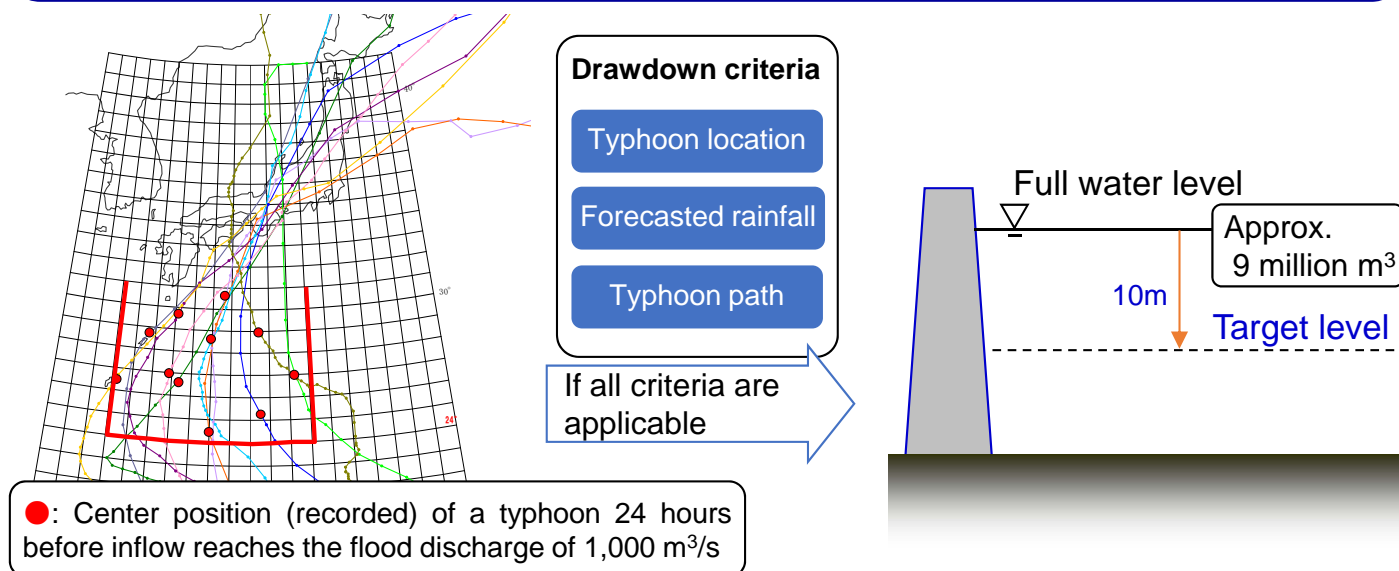 40
30°
24°
Drawdown criteria
Typhoon location
Forecasted rainfall
Typhoon path
If all criteria are
applicable
Full water level
Approx.
9 million m³
10m
Target level
: Center position (recorded) of a typhoon 24 hours
before inflow reaches the flood discharge of 1,000 m³/s